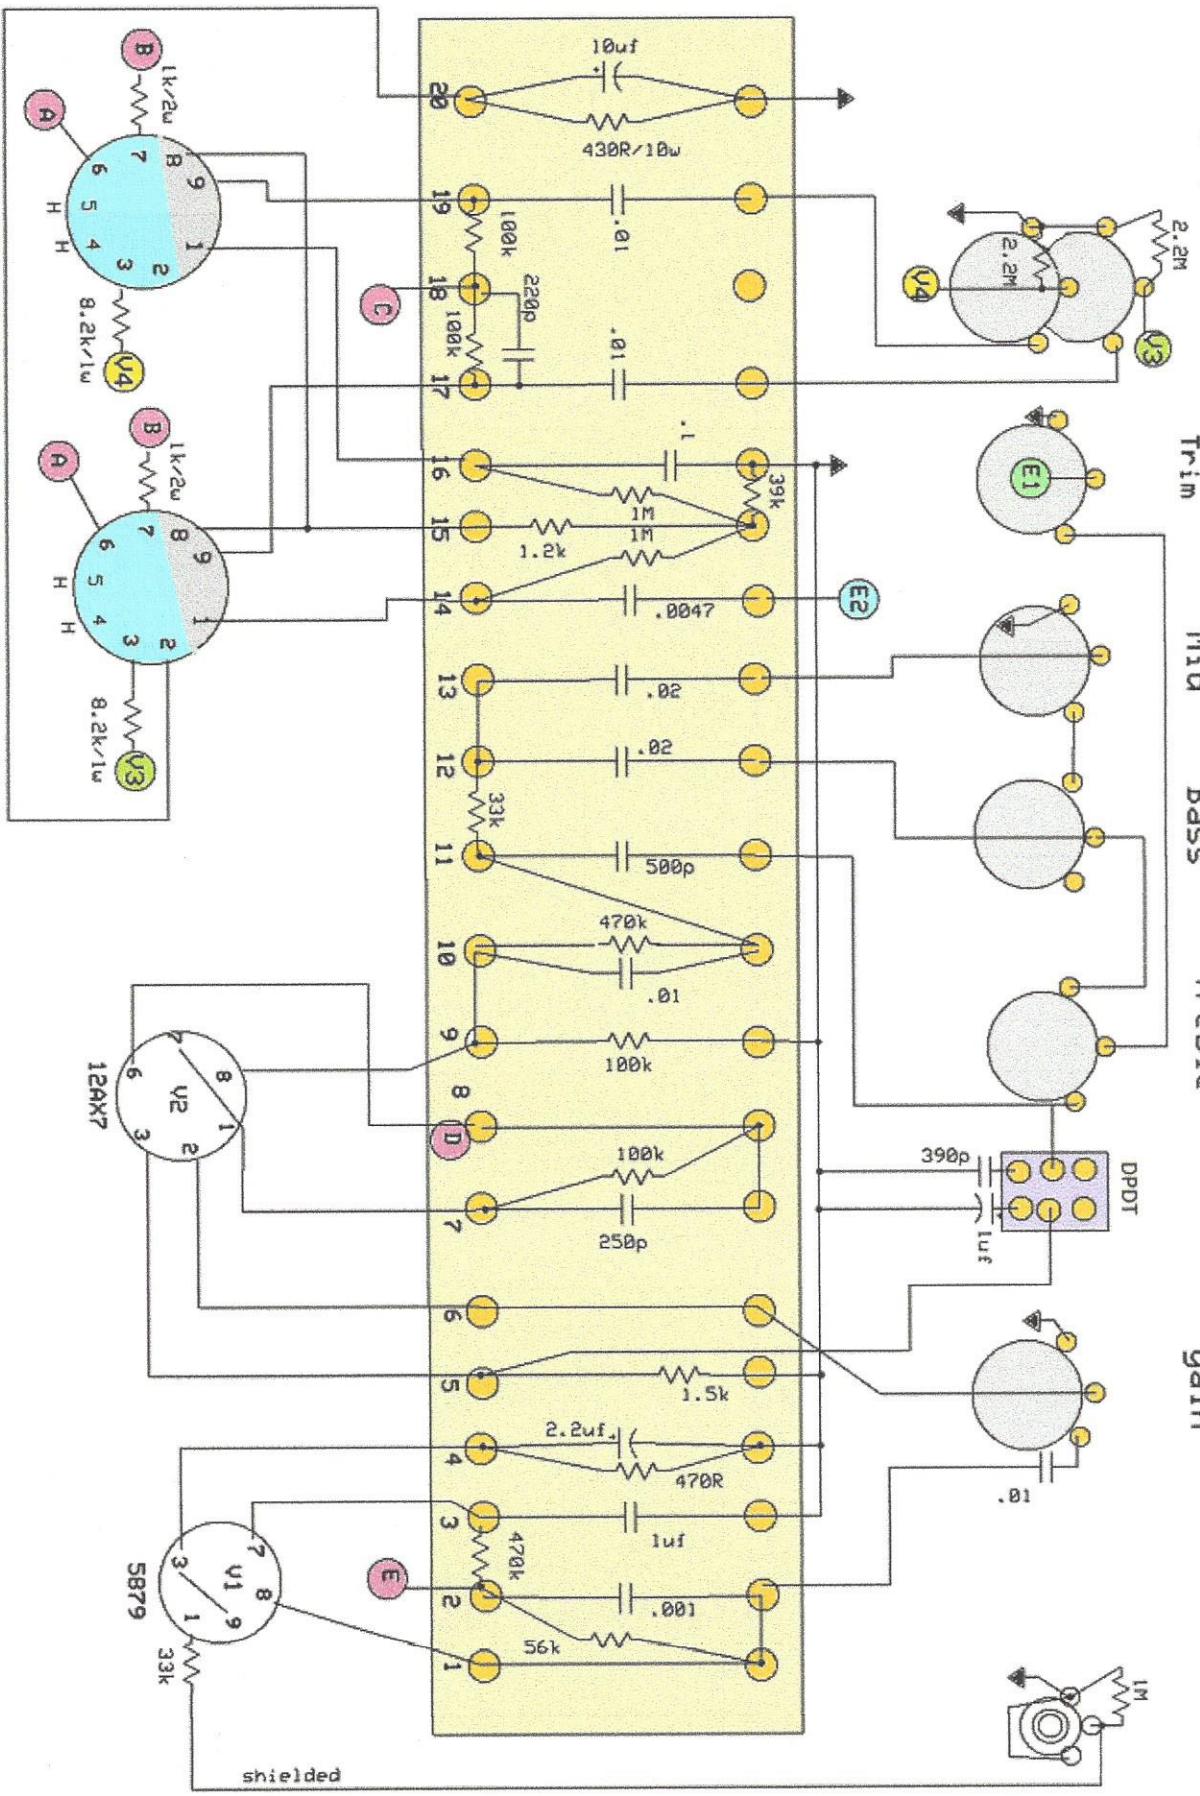 10uf
20
430R/10w
B
1k/2w
A
7
8
9
6
5
4
3
2
1
H
H
8.2k/1w
V4
19
.01
100k
18
C
220p
100k
17
.01
V4
2.2M
2.2M
V3
B
1k/2w
A
7
8
9
6
5
4
3
2
1
H
H
8.2k/1w
V3
16
.1
39k
1M
15
1.2k
1M
14
.0047
E2
Trim
E1
13
.02
12
.02
33k
11
500p
Mid
Bass
10
470k
.01
9
100k
8
D
100k
7
250p
12AX7
V2
7
8
6
1
2
3
390p
1uf
DPDT
6
5
1.5k
4
2.2uf
+
470R
3
1uf
470k
2
E
.001
56k
1
gain
.01
5879
V1
7
8
3
9
1
33k
shielded
1M